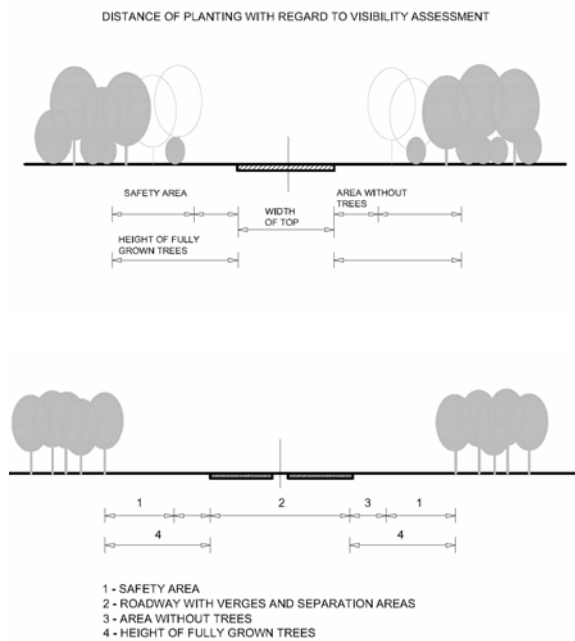 DISTANCE OF PLANTING WITH REGARD TO VISIBILITY ASSESSMENT
SAFETY AREA
AREA WITHOUT
TREES
WIDTH
OF TOP
HEIGHT OF FULLY
GROWN TREES
1
2
3
1
4
4
1 - SAFETY AREA
2 - ROADWAY WITH VERGES AND SEPARATION AREAS
3 - AREA WITHOUT TREES
4 - HEIGHT OF FULLY GROWN TREES